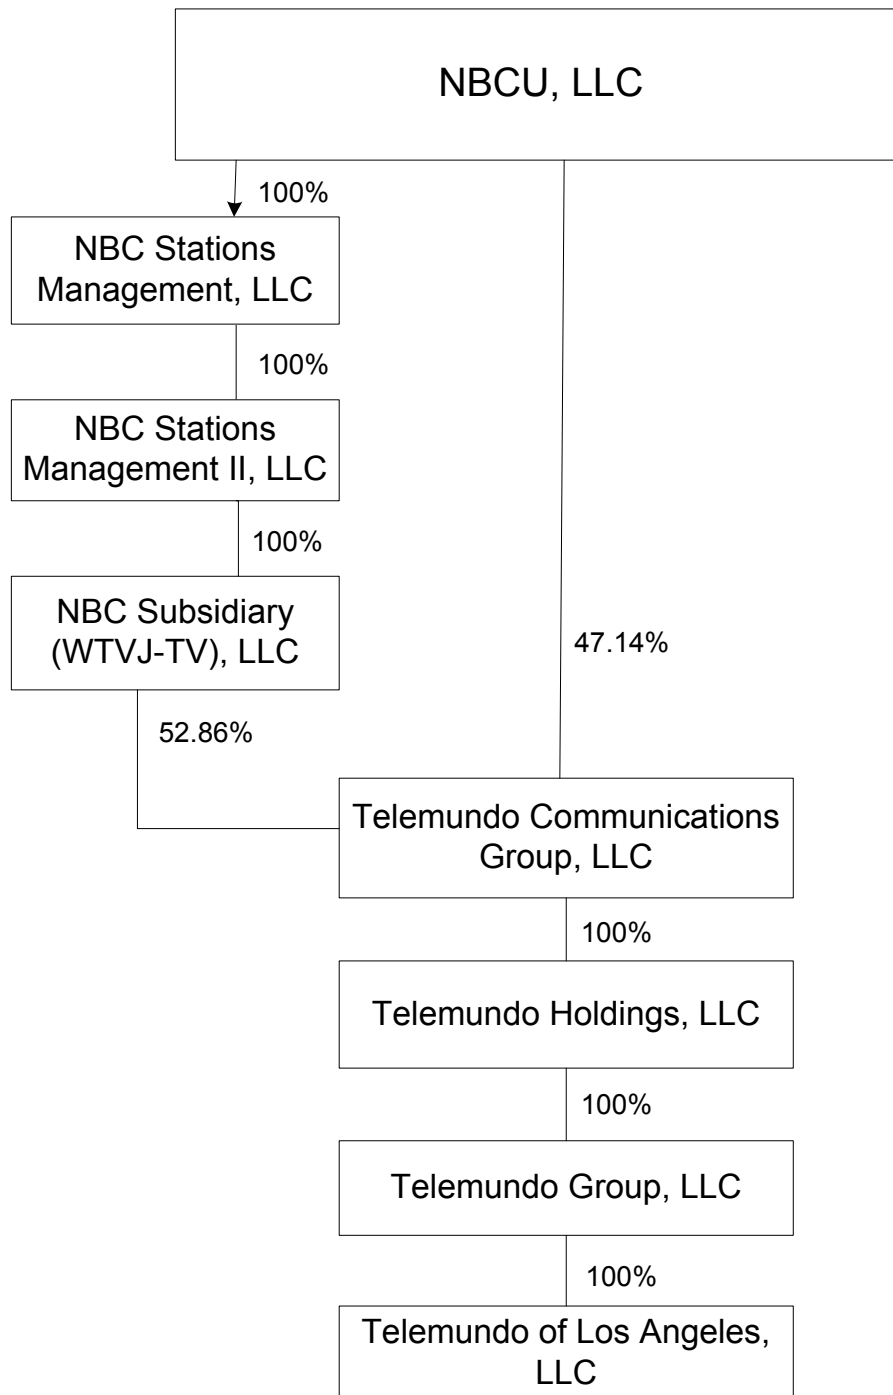 NBCU, LLC
100%
NBC Stations
Management, LLC
100%
NBC Stations
Management II, LLC
100%
NBC Subsidiary
(WTVJ-TV), LLC
47.14%
52.86%
Telemundo Communications
Group, LLC
100%
Telemundo Holdings, LLC
100%
Telemundo Group, LLC
100%
Telemundo of Los Angeles,
LLC